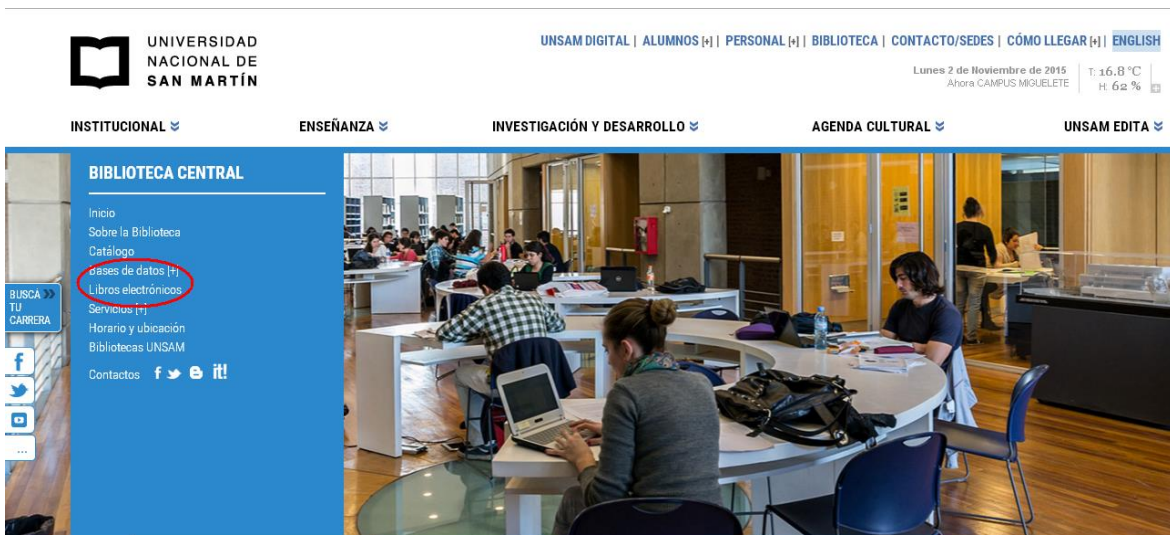 UNIVERSIDAD
NACIONAL DE
SAN MARTÍN
UNSAM DIGITAL | ALUMNOS [+] | PERSONAL [+] | BIBLIOTECA | CONTACTO/SEDES | CÓMO LLEGAR [+] | ENGLISH
Lunes 2 de Noviembre de 2015
Ahora CAMPUS MIGUELETE
T: 16.8 °C
H: 62 %
INSTITUCIONAL ENSEÑANZA INVESTIGACIÓN Y DESARROLLO AGENDA CULTURAL UNSAM EDITA
BIBLIOTECA CENTRAL
Inicio
Sobre la Biblioteca
Catálogo
Bases de datos [+]
Libros electrónicos
Servicios [+]
Horario y ubicación
Bibliotecas UNSAM
Contactos f it!
BUSCÁ »
TU
CARRERA
f
...